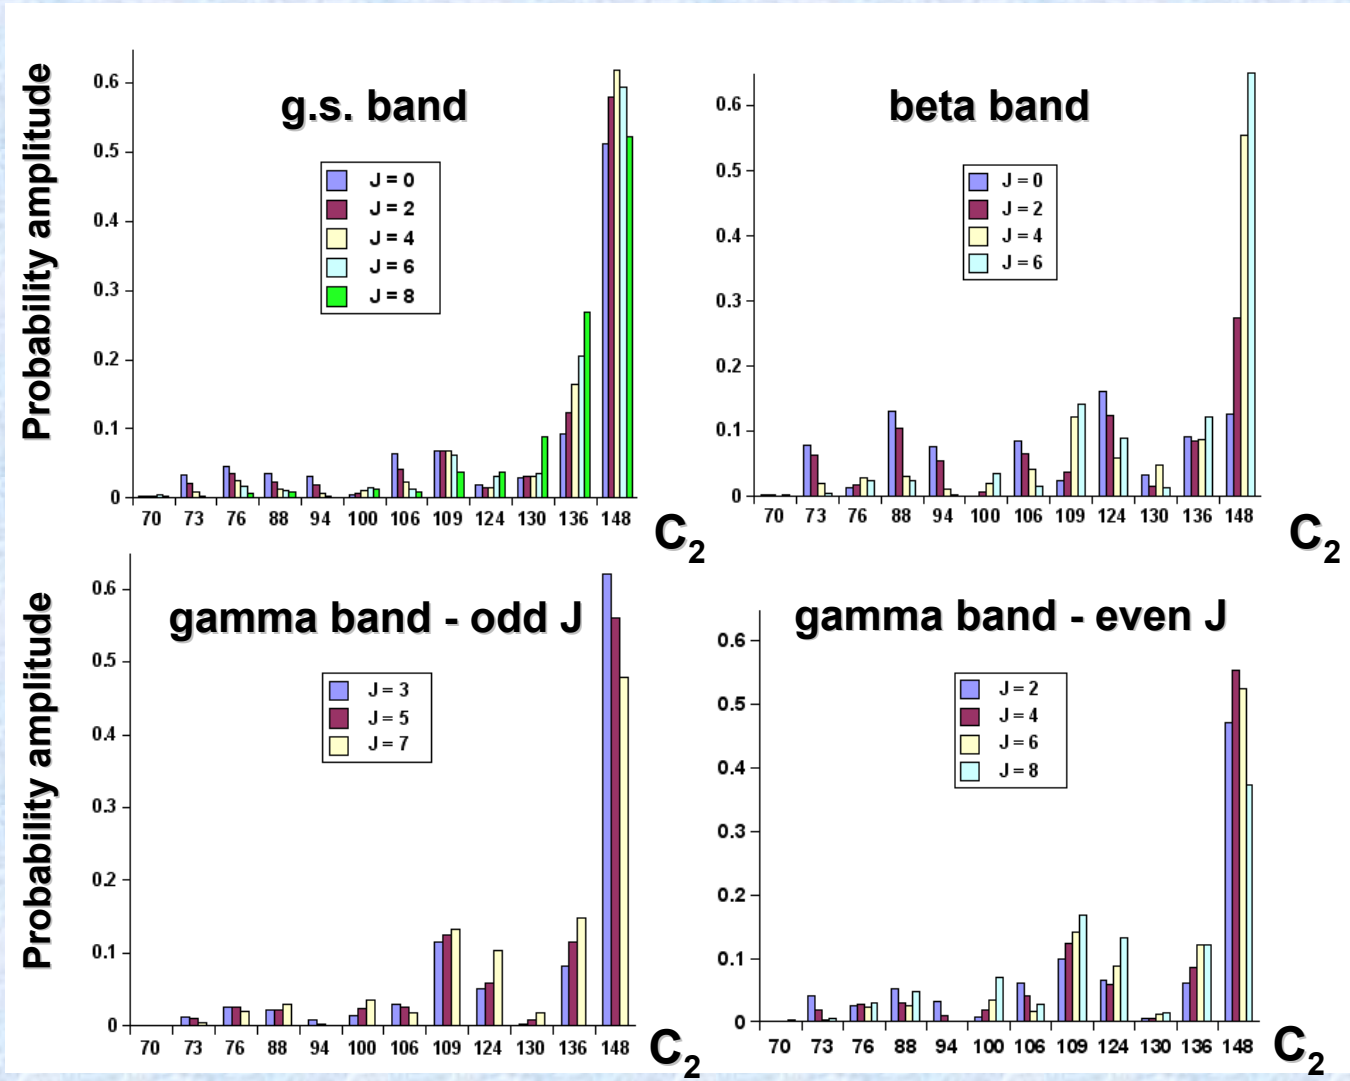 g.s. band
Probability amplitude
0.6
0.5
0.4
0.3
0.2
0.1
0
J = 0
J = 2
J = 4
J = 6
J = 8
70 73 76 88 94 100 106 109 124 130 136 148
C2
beta band
0.6
0.5
0.4
0.3
0.2
0.1
0
J = 0
J = 2
J = 4
J = 6
70 73 76 88 94 100 106 109 124 130 136 148
C2
gamma band - odd J
Probability amplitude
0.6
0.5
0.4
0.3
0.2
0.1
0
J = 3
J = 5
J = 7
70 73 76 88 94 100 106 109 124 130 136 148
C2
gamma band - even J
0.6
0.5
0.4
0.3
0.2
0.1
0
J = 2
J = 4
J = 6
J = 8
70 73 76 88 94 100 106 109 124 130 136 148
C2